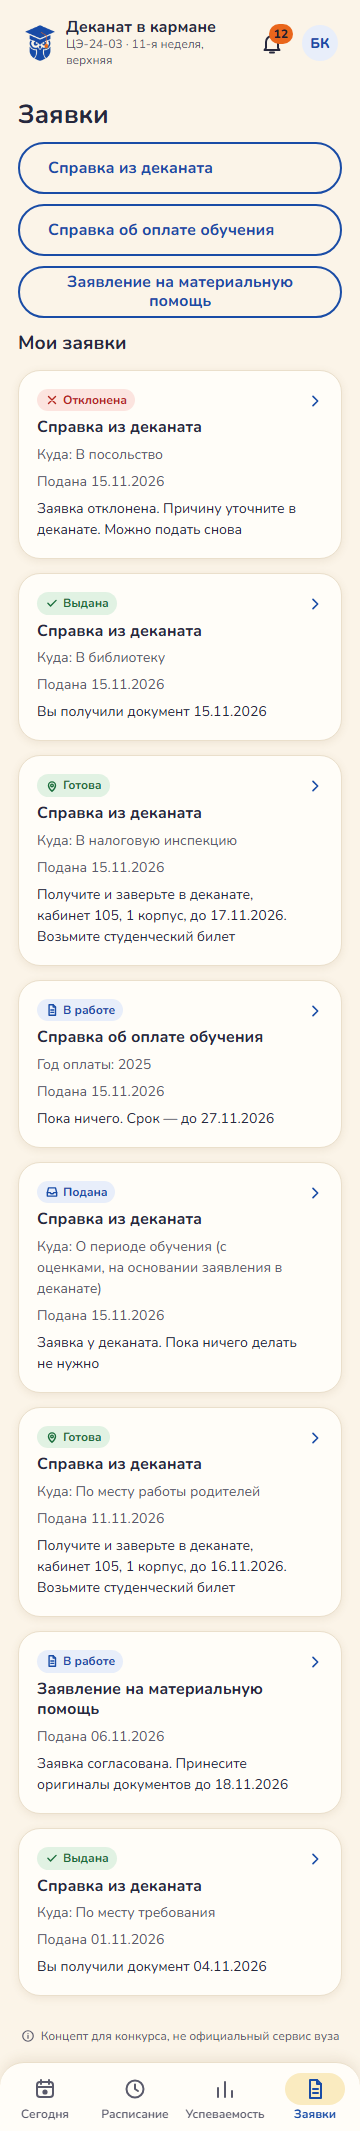 Деканат в кармане
ЦЭ-24-03 · 11-я неделя,
верхняя
12
БК
Заявки
Справка из деканата
Справка об оплате обучения
Заявление на материальную
помощь
Мои заявки
Отклонена
Справка из деканата
Куда: В посольство
Подана 15.11.2026
Заявка отклонена. Причину уточните в
деканате. Можно подать снова
Выдана
Справка из деканата
Куда: В библиотеку
Подана 15.11.2026
Вы получили документ 15.11.2026
Готова
Справка из деканата
Куда: В налоговую инспекцию
Подана 15.11.2026
Получите и заверьте в деканате,
кабинет 105, 1 корпус, до 17.11.2026.
Возьмите студенческий билет
В работе
Справка об оплате обучения
Год оплаты: 2025
Подана 15.11.2026
Пока ничего. Срок — до 27.11.2026
Подана
Справка из деканата
Куда: О периоде обучения (с
оценками, на основании заявления в
деканате)
Подана 15.11.2026
Заявка у деканата. Пока ничего делать
не нужно
Готова
Справка из деканата
Куда: По месту работы родителей
Подана 11.11.2026
Получите и заверьте в деканате,
кабинет 105, 1 корпус, до 16.11.2026.
Возьмите студенческий билет
В работе
Заявление на материальную
помощь
Подана 06.11.2026
Заявка согласована. Принесите
оригиналы документов до 18.11.2026
Выдана
Справка из деканата
Куда: По месту требования
Подана 01.11.2026
Вы получили документ 04.11.2026
Концепт для конкурса, не официальный сервис вуза
Сегодня
Расписание
Успеваемость
Заявки